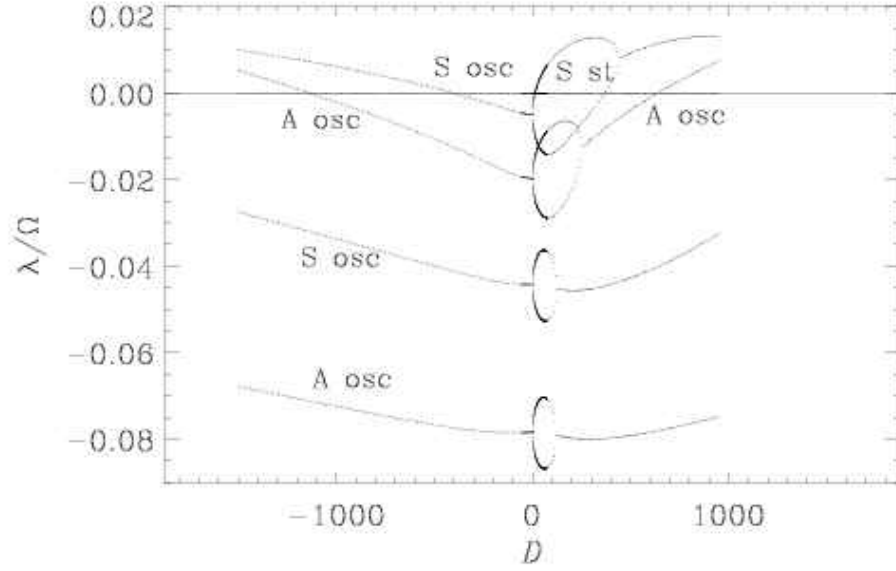 0.02
S osc
S st
0.00
A osc
A osc
−0.02
λ/Ω
S osc
−0.04
−0.06
A osc
−0.08
−1000
0
1000
D